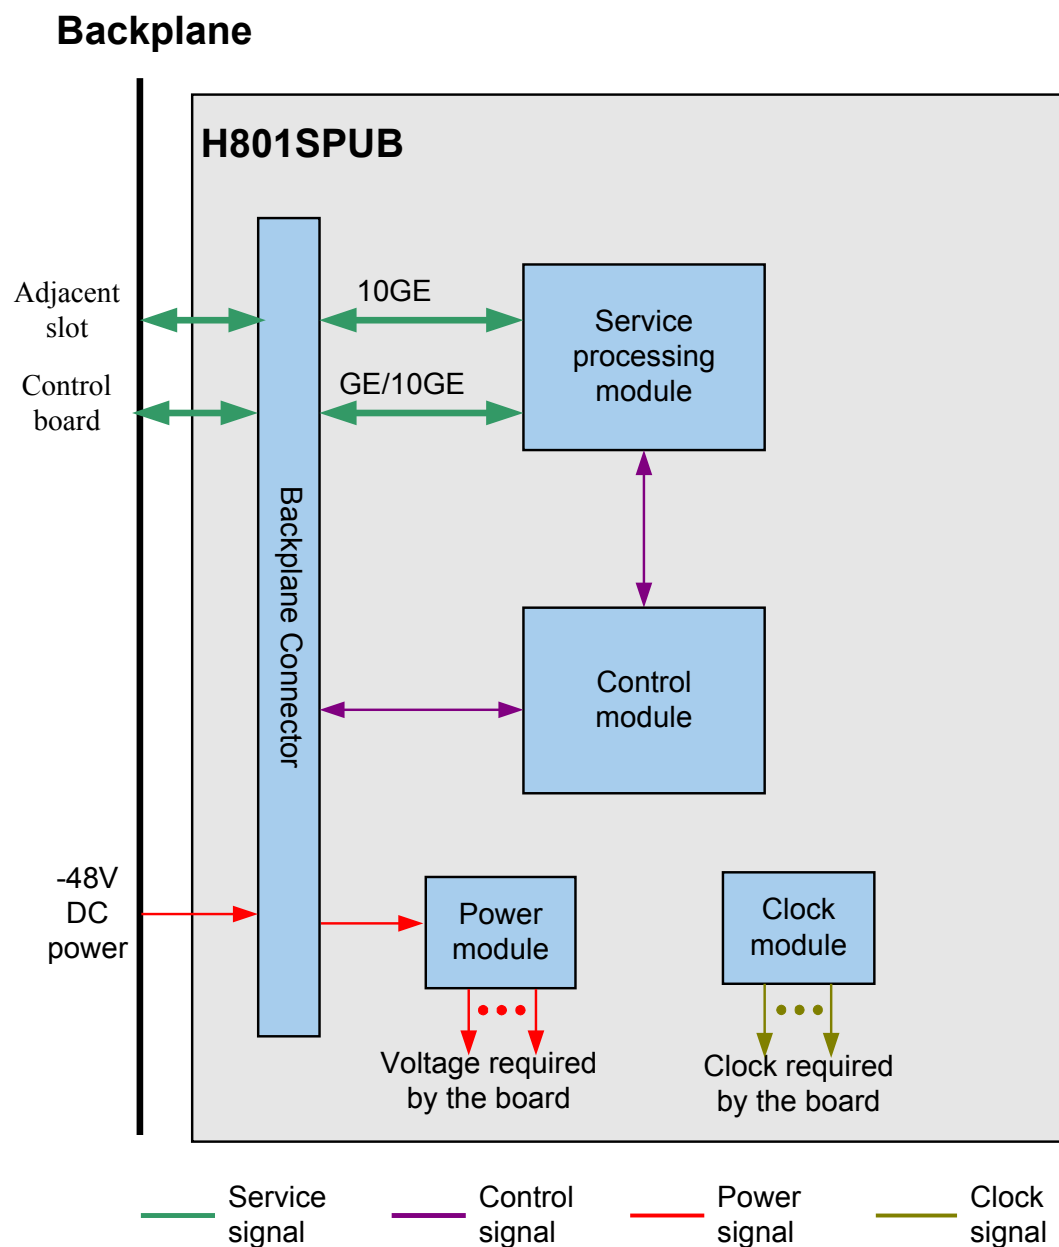 Backplane
H801SPUB
Adjacent
slot
10GE
Service
processing
module
Control
board
GE/10GE
Backplane Connector
Control
module
-48V
DC
power
Power
module
Clock
module
Voltage required
by the board
Clock required
by the board
Service
signal
Control
signal
Power
signal
Clock
signal